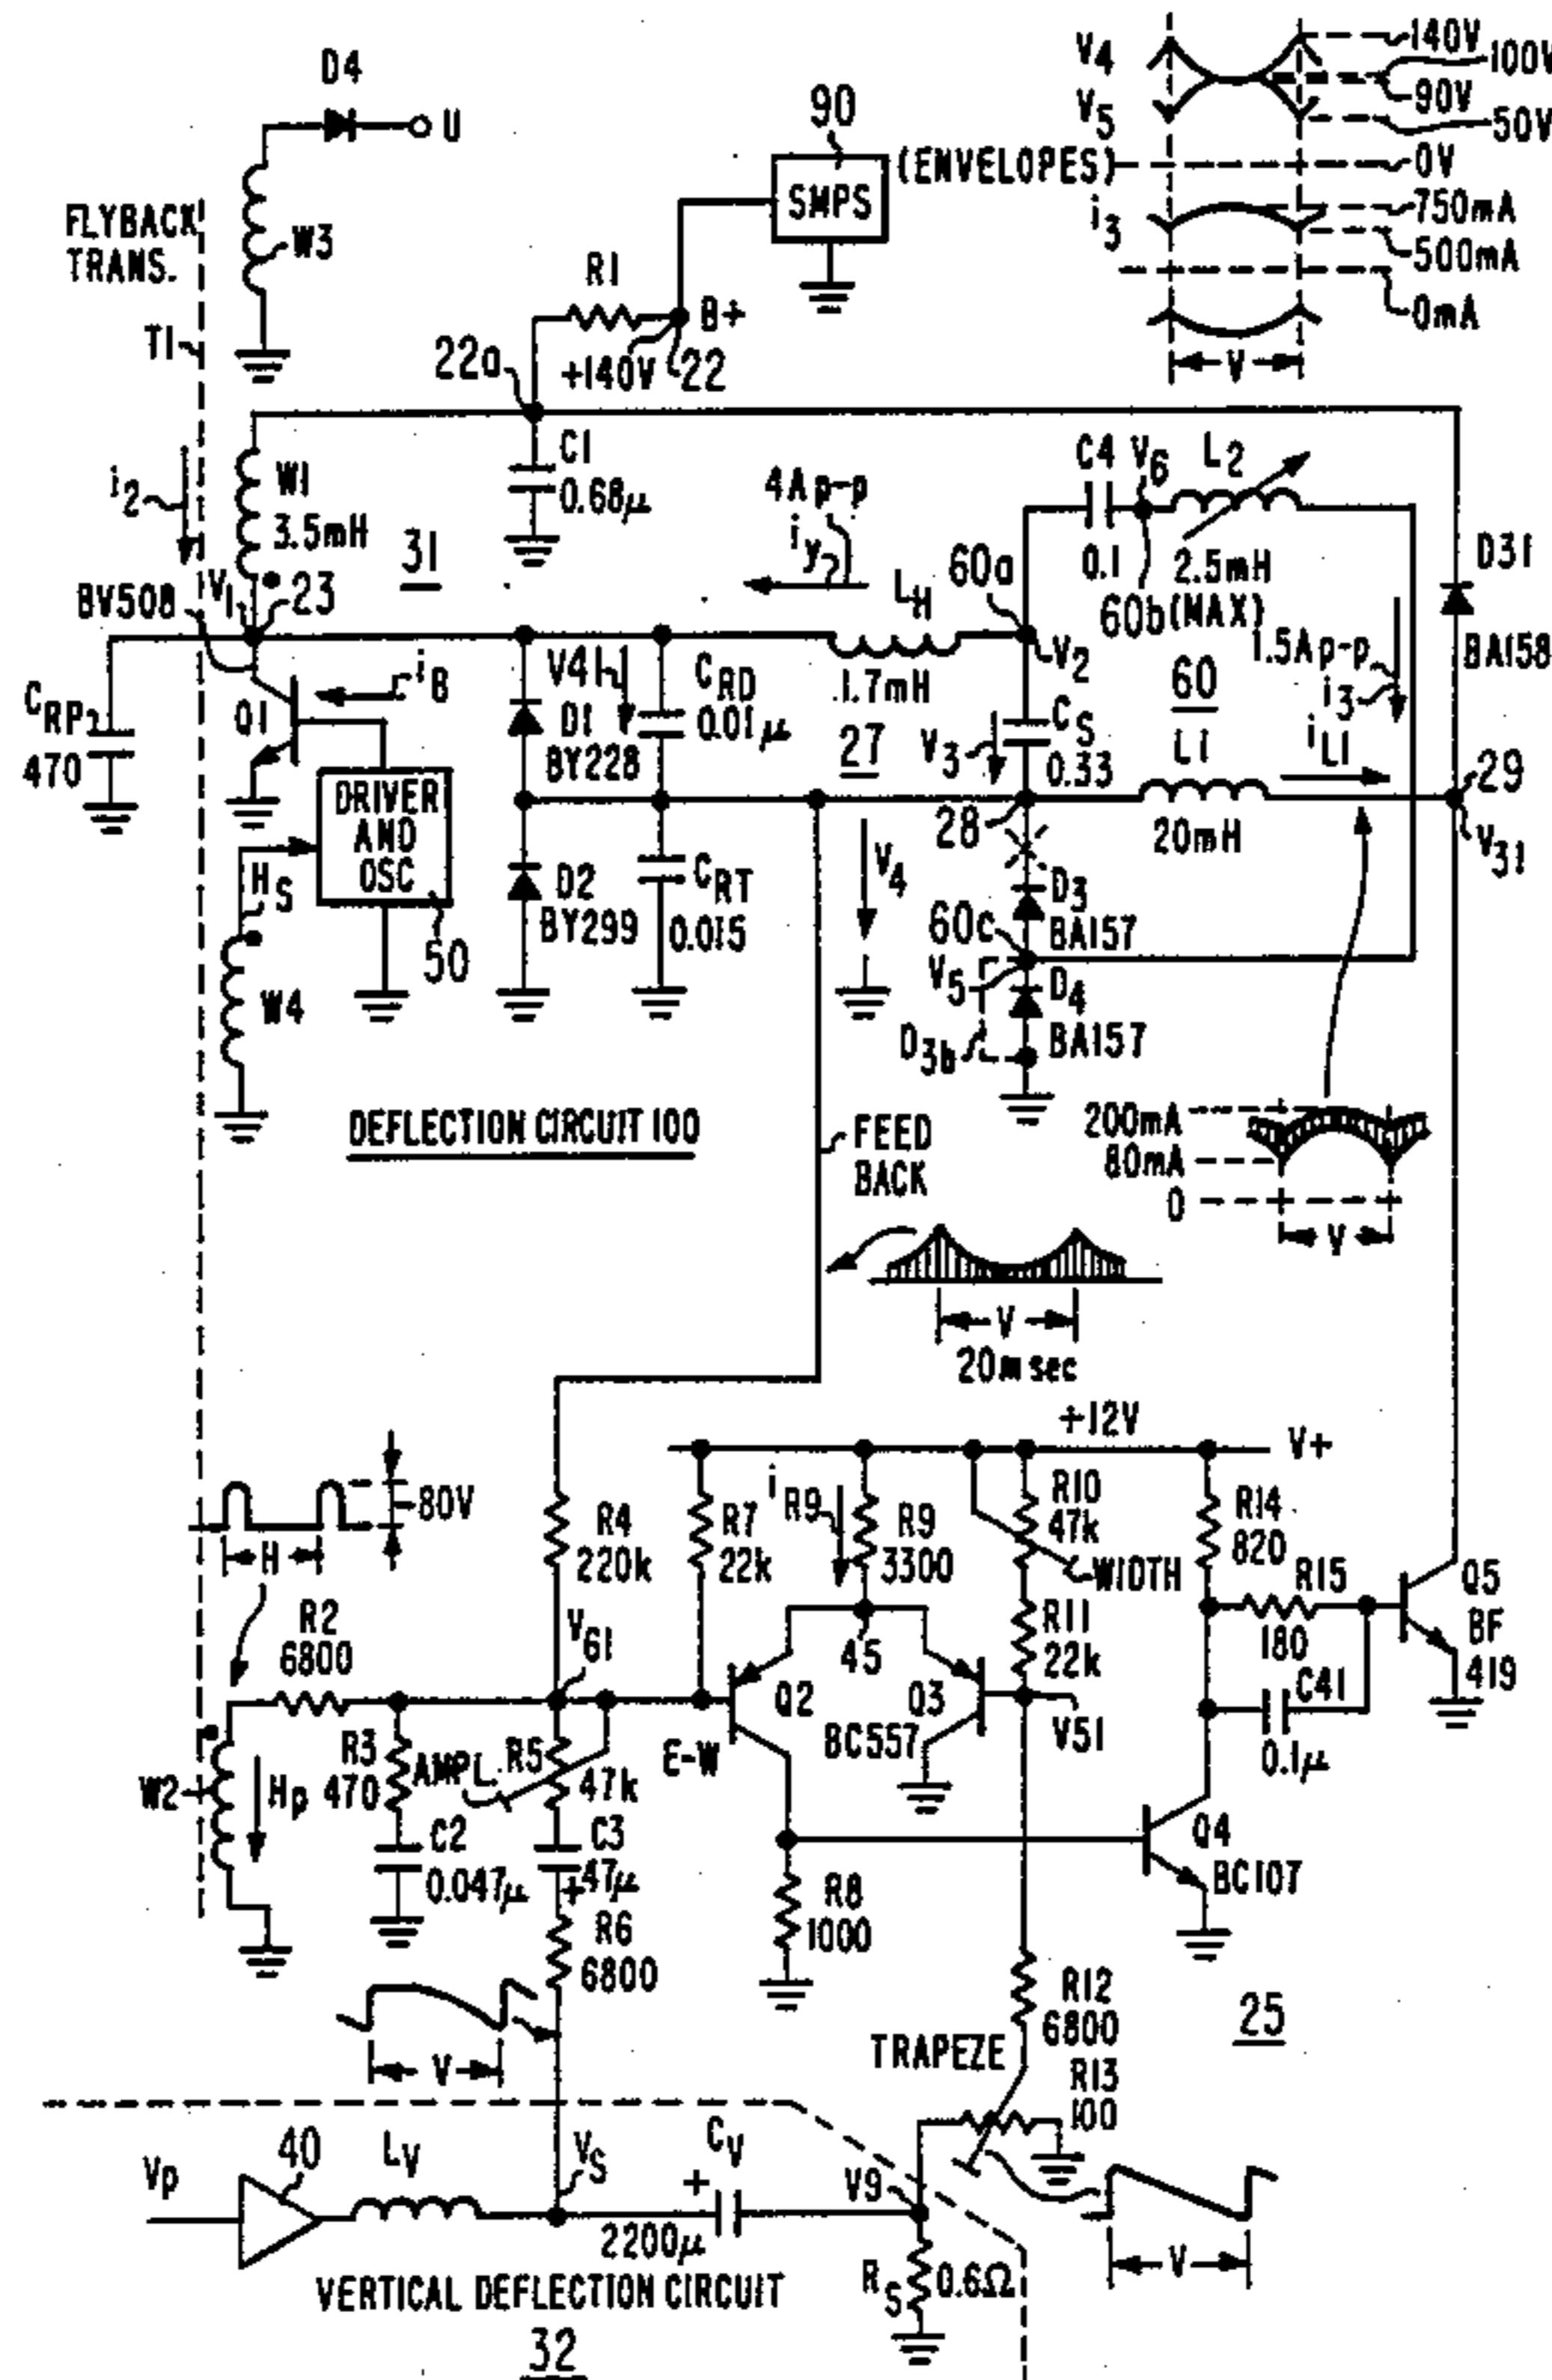 D4
U
FLYBACK
TRANS.
W3
T1
90
SMPS
R1
B+
+140V
22
22a
V4
V5
(ENVELOPES)
i3
140V
100V
90V
50V
0V
750mA
500mA
0mA
V
i2
W1
3.5mH
31
C1
0.68µ
4Ap-p
iy
C4
V6
L2
0.1
2.5mH
(MAX)
60b
60a
D31
BA158
BV508
V1
23
LH
1.7mH
V2
1.5Ap-p
i3
60
CRP
470
Q1
i8
V41
D1
BY228
CRD
0.01µ
27
V3
CS
0.33
L1
iL1
20mH
29
V31
28
DRIVER
AND
OSC
50
HS
W4
D2
BY299
CRT
0.015
V4
D3
BA157
60c
V5
D4
BA157
D3b
DEFLECTION CIRCUIT 100
FEED
BACK
200mA
80mA
0
V
V
20msec
+12V
V+
80V
H
R2
6800
R4
220k
R7
22k
iR9
R9
3300
R10
47k
WIDTH
R11
22k
R14
820
R15
180
Q5
BF
419
V61
45
Q2
Q3
BC557
V51
C41
0.1µ
E-W
W2
Hp
R3
470
AMPL.
R5
47k
C2
0.047µ
C3
+47µ
R6
6800
R8
1000
Q4
BC107
V
R12
6800
TRAPEZE
R13
100
25
Vp
40
LV
VS
CV
+
2200µ
V9
RS
0.6Ω
V
VERTICAL DEFLECTION CIRCUIT
32